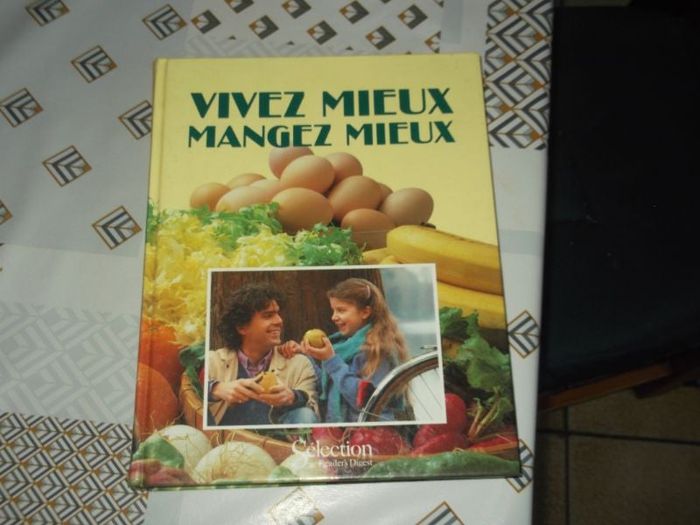 VIVEZ MIEUX
MANGEZ MIEUX
Sélection
Reader's Digest